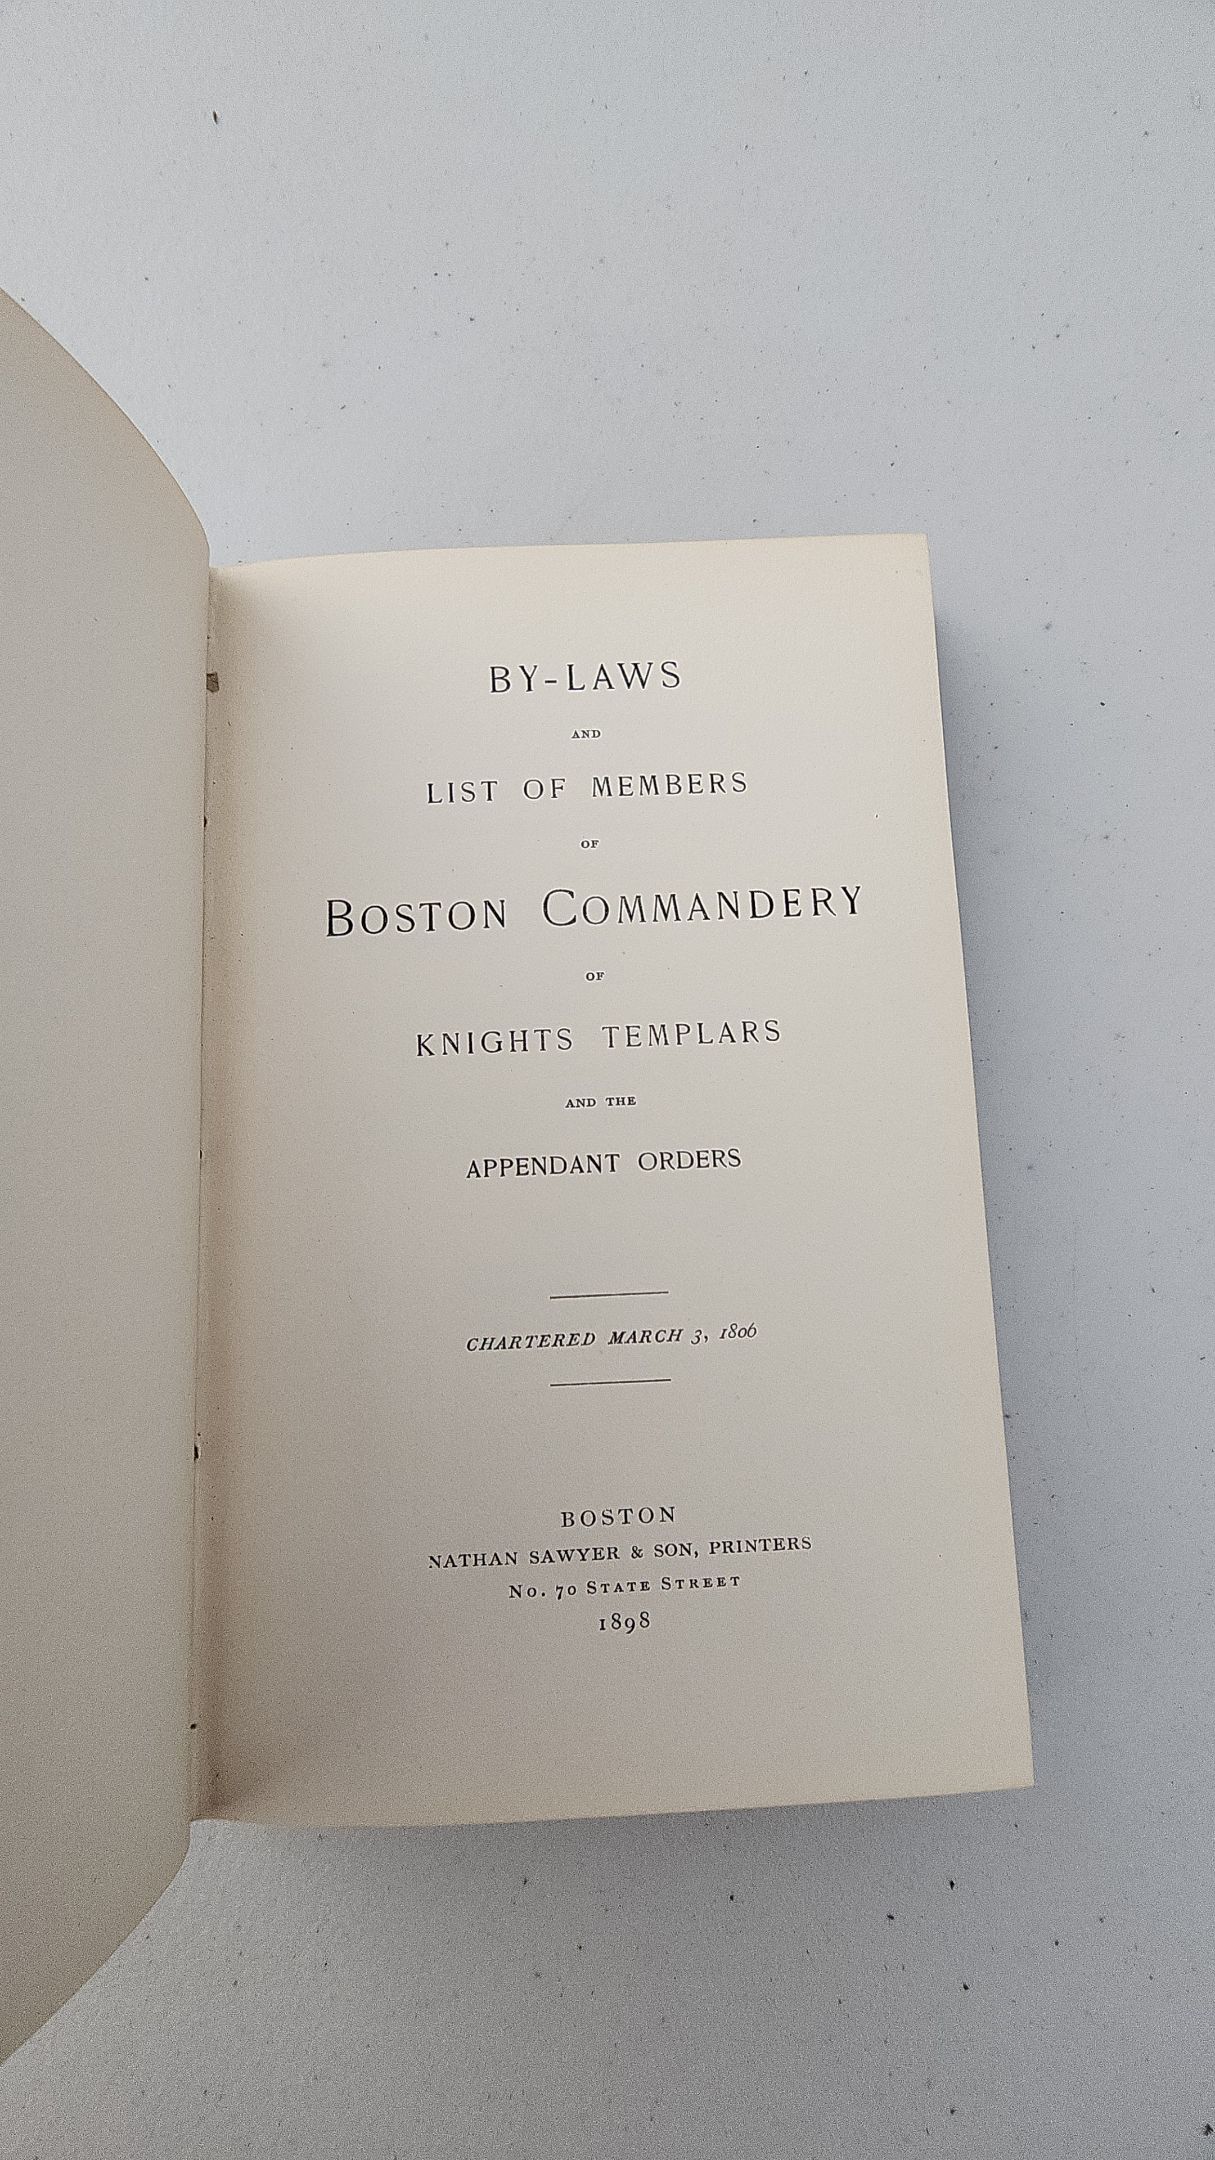 BY-LAWS
AND
LIST OF MEMBERS
OF
BOSTON COMMANDERY
OF
KNIGHTS TEMPLARS
AND THE
APPENDANT ORDERS
CHARTERED MARCH 3, 1806
BOSTON
NATHAN SAWYER & SON, PRINTERS
No. 70 STATE STREET
1898